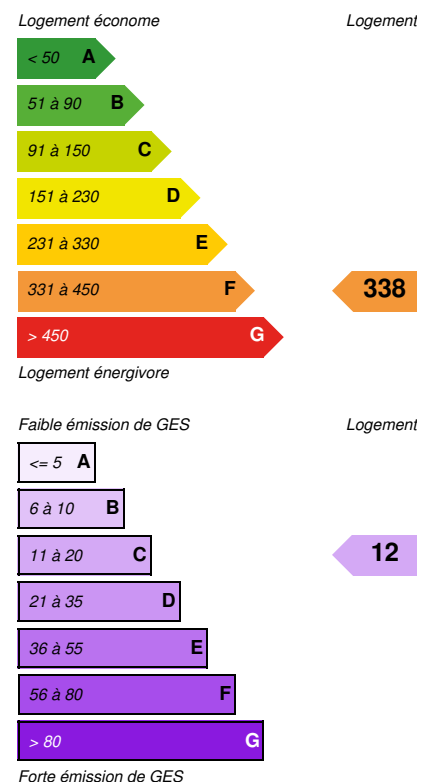 Logement économe Logement
< 50 A
51 à 90 B
91 à 150 C
151 à 230 D
231 à 330 E
331 à 450 F 338
> 450 G
Logement énergivore
Faible émission de GES Logement
<= 5 A
6 à 10 B
11 à 20 C 12
21 à 35 D
36 à 55 E
56 à 80 F
> 80 G
Forte émission de GES